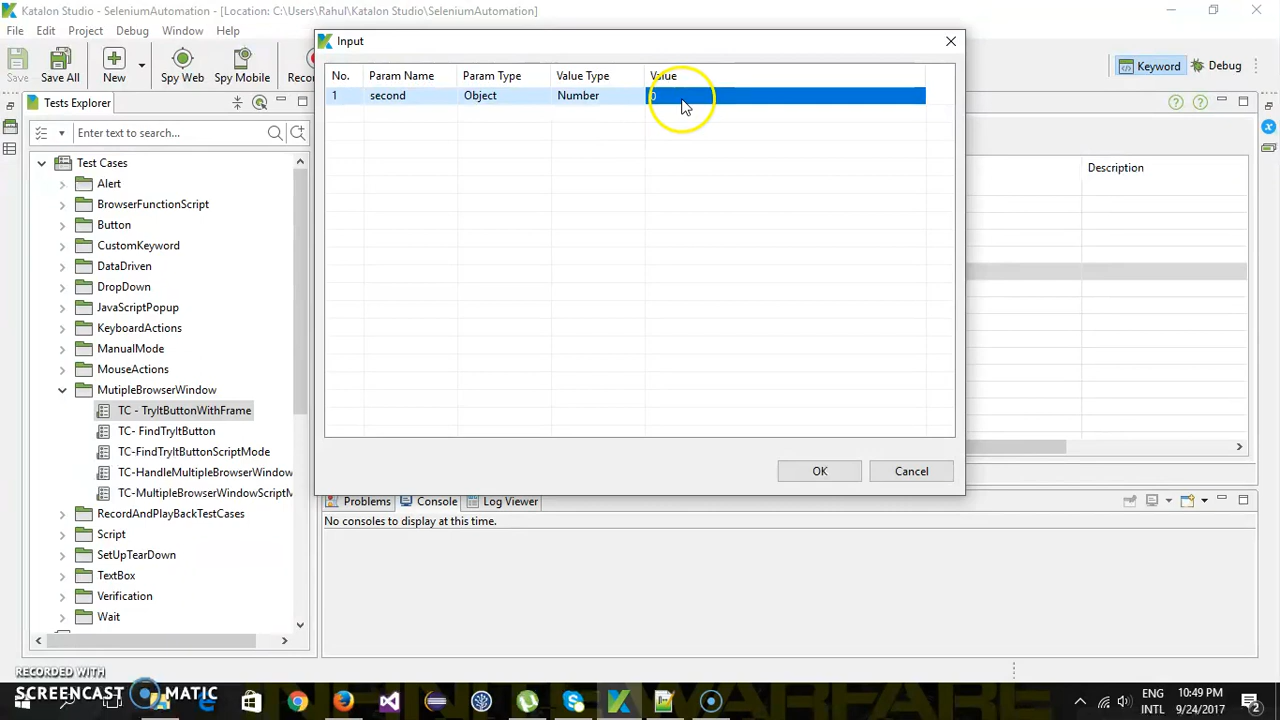 Katalon Studio - SeleniumAutomation - [Location: C:\Users\Rahul\Katalon Studio\SeleniumAutomation]
File Edit Project Debug Window Help
Save Save All New Spy Web Spy Mobile Recor
Keyword Debug
Input
No. Param Name Param Type Value Type Value
1 second Object Number 0
Tests Explorer
Enter text to search...
Description
Test Cases
Alert
BrowserFunctionScript
Button
CustomKeyword
DataDriven
DropDown
JavaScriptPopup
KeyboardActions
ManualMode
MouseActions
MutipleBrowserWindow
TC - TryItButtonWithFrame
TC- FindTryItButton
TC-FindTryItButtonScriptMode
TC-HandleMultipleBrowserWindow
TC-MultipleBrowserWindowScriptM
RecordAndPlayBackTestCases
Script
SetUpTearDown
TextBox
Verification
Wait
OK Cancel
Problems Console Log Viewer
No consoles to display at this time.
RECORDED WITH
SCREENCAST MATIC
ENG
INTL
10:49 PM
9/24/2017
2